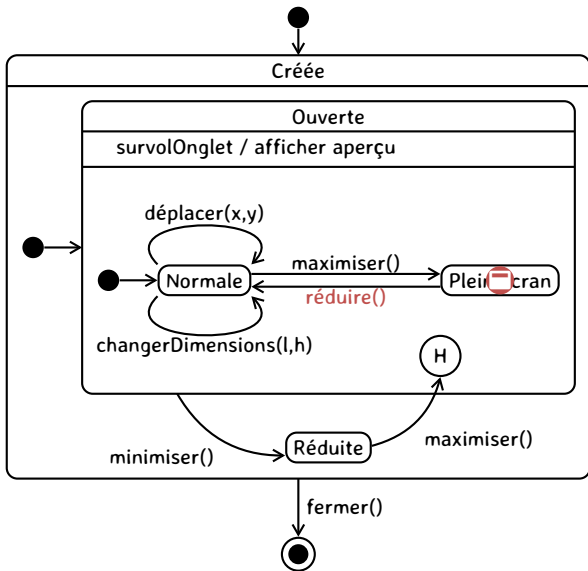 Créée
Ouverte
survolOnglet / afficher aperçu
déplacer(x,y)
Normale
maximiser()
réduire()
changerDimensions(l,h)
H
minimiser()
Réduite
maximiser()
fermer()